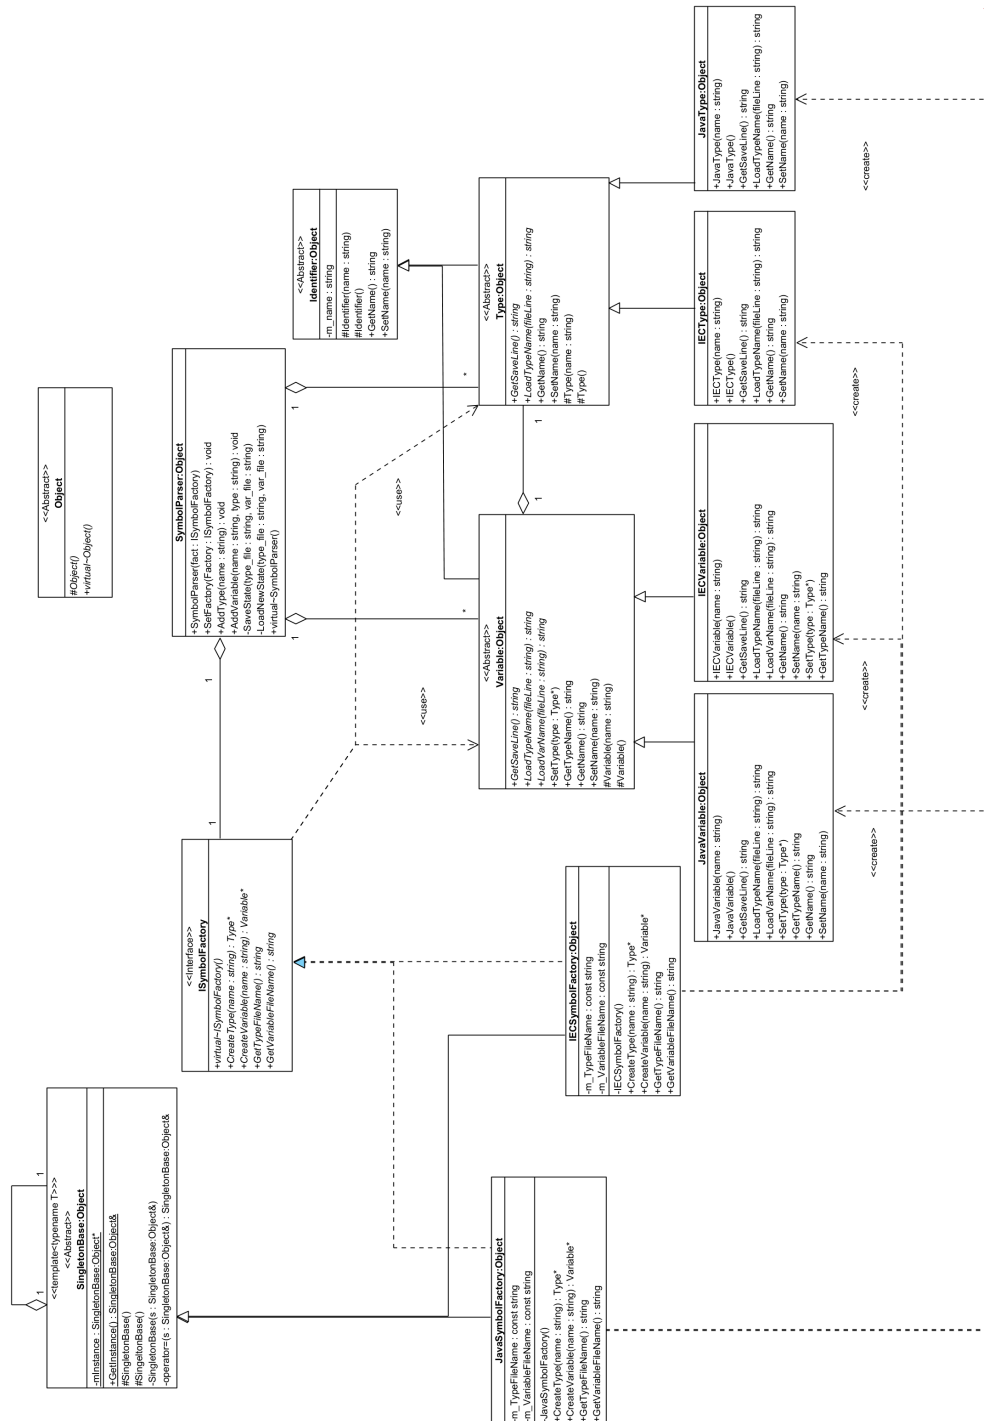 <<Abstract>>
Object
#Object()
+virtual~Object()
<<template<typename T>>>
<<Abstract>>
SingletonBase:Object
-mInstance : SingletonBase:Object*
+GetInstance() : SingletonBase:Object&
#SingletonBase()
#SingeltonBase()
-SingletonBase(s : SingletonBase:Object&)
-operator=(s : SingletonBase:Object&) : SingletonBase:Object&
1
1
<<Interface>>
ISymbolFactory
+virtual~ISymbolFactory()
+CreateType(name : string) : Type*
+CreateVariable(name : string) : Variable*
+GetTypeFileName() : string
+GetVariableFileName() : string
1
1
SymbolParser:Object
+SymbolParser(fact : ISymbolFactory)
+SetFactory(Factory : ISymbolFactory) : void
+AddType(name : string) : void
+AddVariable(name : string, type : string) : void
-SaveState(type_file : string, var_file : string)
-LoadNewState(type_file : string, var_file : string)
+virtual~SymbolParser()
1
*
1
*
<<Abstract>>
Identifier:Object
-m_name : string
#Identifier(name : string)
#Identifier()
+GetName() : string
+SetName(name : string)
<<use>>
<<use>>
<<Abstract>>
Variable:Object
+GetSaveLine() : string
+LoadTypeName(fileLine : string) : string
+LoadVarName(fileLine : string) : string
+SetType(type : Type*)
+GetTypeName() : string
+GetName() : string
+SetName(name : string)
#Variable(name : string)
#Variable()
1
1
<<Abstract>>
Type:Object
+GetSaveLine() : string
+LoadTypeName(fileLine : string) : string
+GetName() : string
+SetName(name : string)
#Type(name : string)
#Type()
JavaSymbolFactory:Object
-m_TypeFileName : const string
-m_VariableFileName : const string
-JavaSymbolFactory()
+CreateType(name : string) : Type*
+CreateVariable(name : string) : Variable*
+GetTypeFileName() : string
+GetVariableFileName() : string
IECSymbolFactory:Object
-m_TypeFileName : const string
-m_VariableFileName : const string
-IECSymbolFactory()
+CreateType(name : string) : Type*
+CreateVariable(name : string) : Variable*
+GetTypeFileName() : string
+GetVariableFileName() : string
JavaVariable:Object
+JavaVariable(name : string)
+JavaVariable()
+GetSaveLine() : string
+LoadTypeName(fileLine : string) : string
+LoadVarName(fileLine : string) : string
+SetType(type : Type*)
+GetTypeName() : string
+GetName() : string
+SetName(name : string)
IECVariable:Object
+IECVariable(name : string)
+IECVariable()
+GetSaveLine() : string
+LoadTypeName(fileLine : string) : string
+LoadVarName(fileLine : string) : string
+GetName() : string
+SetName(name : string)
+SetType(type : Type*)
+GetTypeName() : string
IECType:Object
+IECType(name : string)
+IECType()
+GetSaveLine() : string
+LoadTypeName(fileLine : string) : string
+GetName() : string
+SetName(name : string)
JavaType:Object
+JavaType(name : string)
+JavaType()
+GetSaveLine() : string
+LoadTypeName(fileLine : string) : string
+GetName() : string
+SetName(name : string)
<<create>>
<<create>>
<<create>>
<<create>>